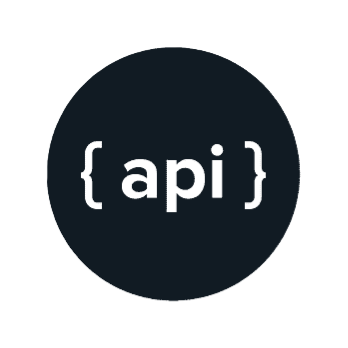 { api }